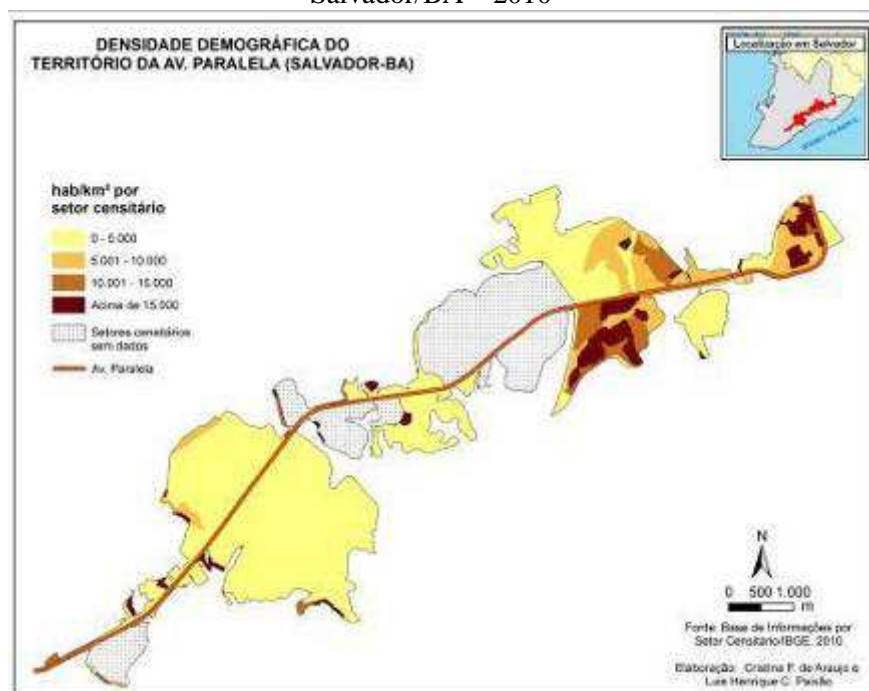 Salvador/BA – 2010
DENSIDADE DEMOGRÁFICA DO
TERRITÓRIO DA AV. PARALELA (SALVADOR-BA)
Localização em Salvador
hab/km² por
setor censitário
0 - 5.000
5.001 - 10.000
10.001 - 15.000
Acima de 15.000
Setores censitários
sem dados
Av. Paralela
N
0 500 1.000
m
Fonte: Base de Informações por
Setor Censitário/IBGE, 2010
Elaboração: Cristina F. de Araujo e
Luis Henrique C. Paixão